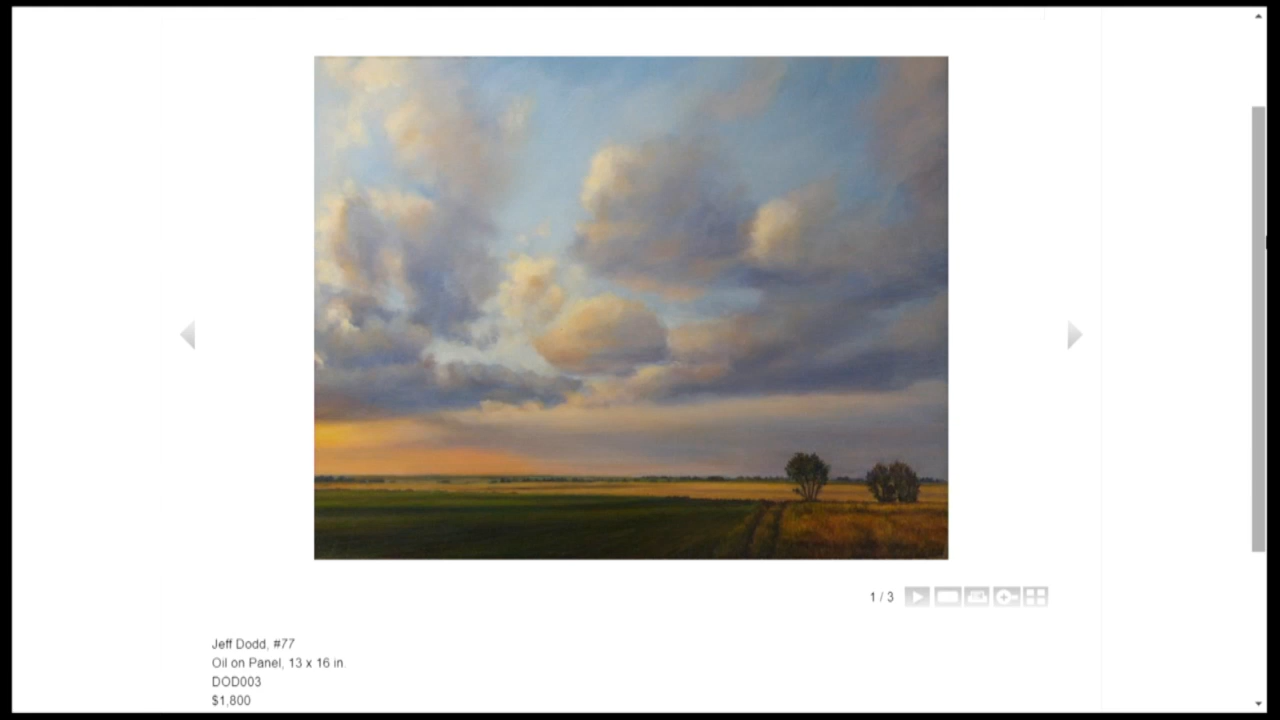 1 / 3
Jeff Dodd, #77
Oil on Panel, 13 x 16 in.
DOD003
$1,800